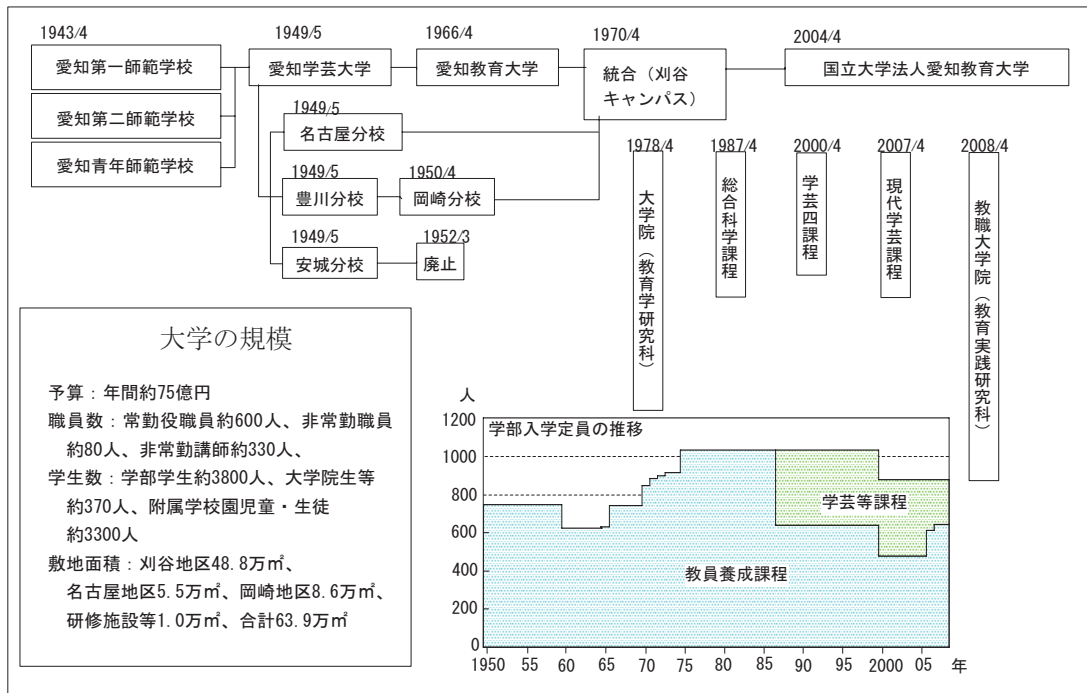 1943/4
愛知第一師範学校
愛知第二師範学校
愛知青年師範学校
1949/5
愛知学芸大学
1966/4
愛知教育大学
1970/4
統合（刈谷
キャンパス）
2004/4
国立大学法人愛知教育大学
1949/5
名古屋分校
1949/5
豊川分校
1950/4
岡崎分校
1949/5
安城分校
1952/3
廃止
1978/4
大学院（教育学研究科）
1987/4
総合科学課程
2000/4
学芸四課程
2007/4
現代学芸課程
2008/4
教職大学院（教育実践研究科）
大学の規模
予算：年間約75億円
職員数：常勤役職員約600人、非常勤職員
約80人、非常勤講師約330人、
学生数：学部学生約3800人、大学院生等
約370人、附属学校園児童・生徒
約3300人
敷地面積：刈谷地区48.8万㎡、
名古屋地区5.5万㎡、岡崎地区8.6万㎡、
研修施設等1.0万㎡、合計63.9万㎡
人
学部入学定員の推移
1200
1000
800
600
400
200
0
学芸等課程
教員養成課程
1950 55 60 65 70 75 80 85 90 95 2000 05 年